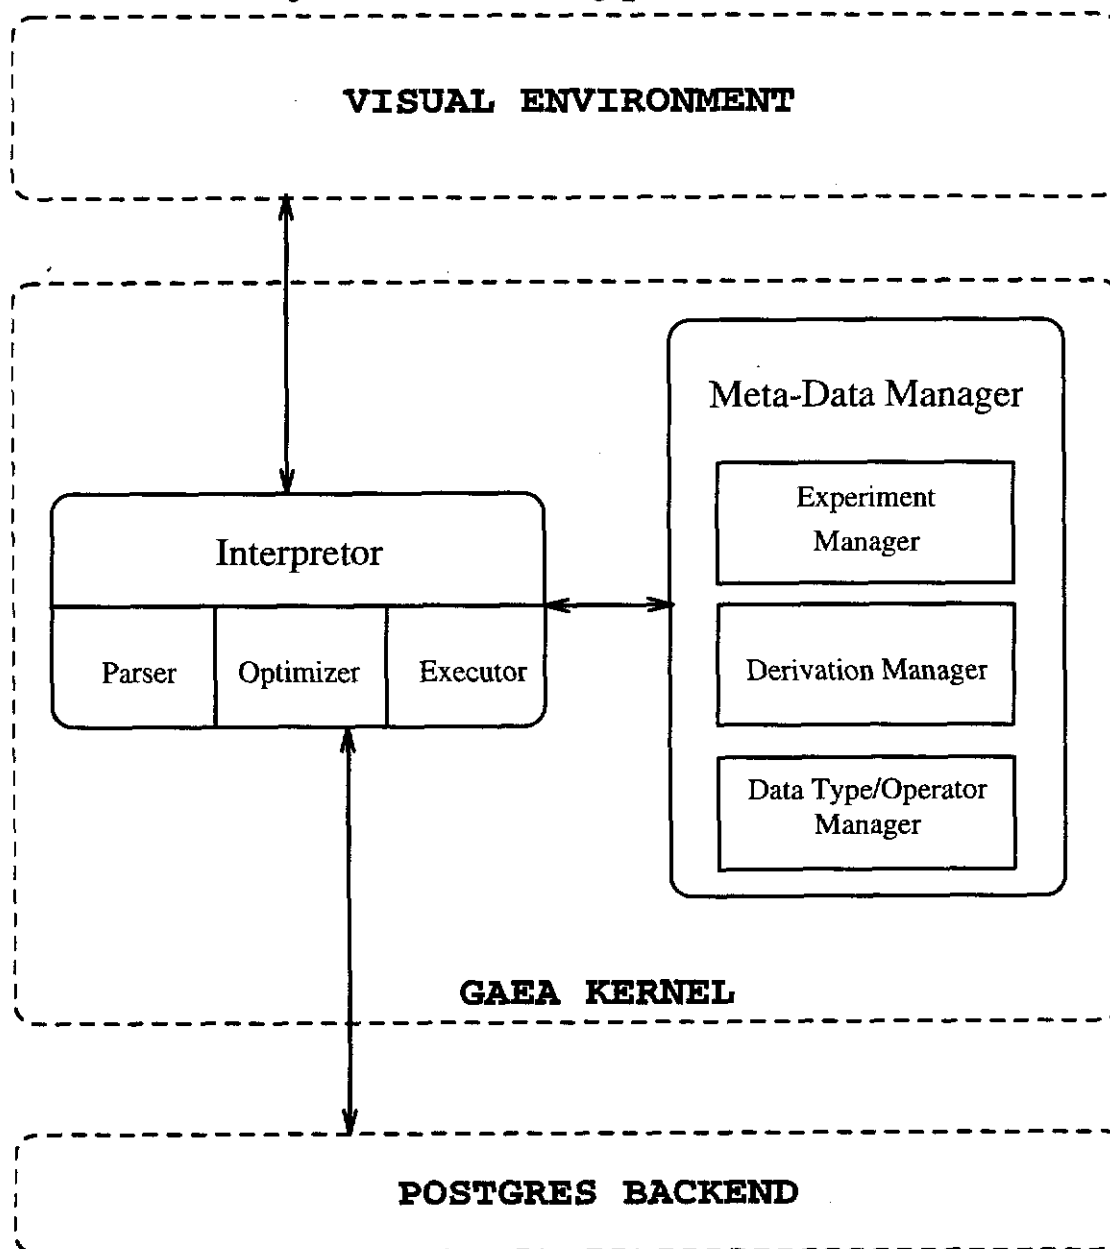 VISUAL ENVIRONMENT
Meta-Data Manager
Experiment
Manager
Interpretor
Parser
Optimizer
Executor
Derivation Manager
Data Type/Operator
Manager
GAEA KERNEL
POSTGRES BACKEND